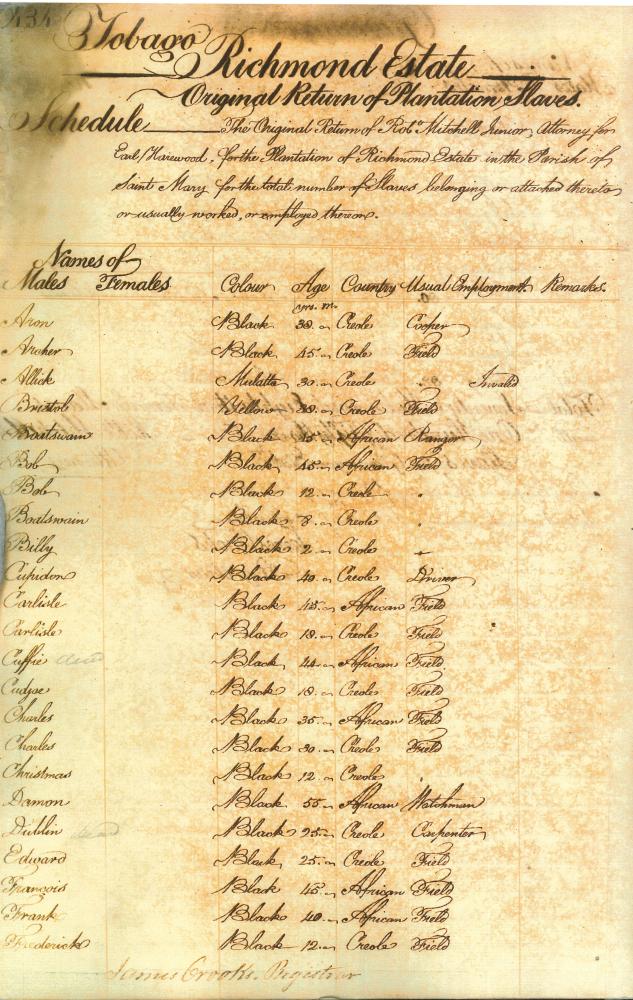 434
Tobago
Richmond Estate
Original Return of Plantation Slaves.
Schedule The Original Return of Robt. Mitchell Junior, Attorney for
Earl Harewood, for the Plantation of Richmond Estate in the Parish of
Saint Mary for the total number of Slaves belonging or attached thereto
or usually worked, or employed thereon.
Names of
Males Females Colour Age Country Usual Employment Remarks.
yrs. m.
Aron Black 38 Creole Cooper
Archer Black 45 Creole Field
Allick Mulatto 30 Creole Invalid
Bristol Yellow Creole Field
Boatswain Black African Ranger
Bob Black 45 African Field
Bob Black 12 Creole
Boatswain Black 8 Creole
Billy Black 2 Creole
Cupidon Black 40 Creole Driver
Carlisle Black 45 African Field
Carlisle Black 18 Creole Field
Cuffie dead Black 44 African Field
Cudjoe Black 18 Creole Field
Charles Black 35 African Field
Charles Black 30 Creole Field
Christmas Black 12 Creole
Damon Black 55 African Watchman
Dublin dead Black 25 Creole Carpenter
Edward Black 25 Creole Field
François Black 45 African Field
Frank Black 40 African Field
Frederick Black 12 Creole Field
James Crooks. Registrar